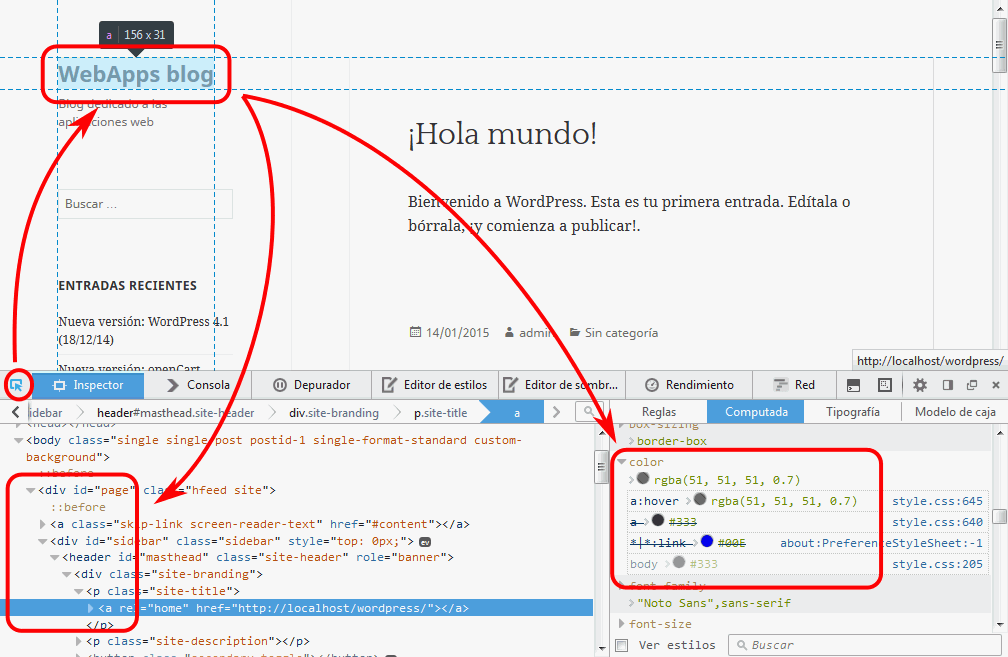 a | 156 x 31
WebApps blog
Blog dedicado a las
aplicaciones web
¡Hola mundo!
Buscar ...
Bienvenido a WordPress. Esta es tu primera entrada. Edítala o
bórrala, ¡y comienza a publicar!.
ENTRADAS RECIENTES
Nueva versión: WordPress 4.1
(18/12/14)
14/01/2015 admin Sin categoría
Nueva versión: openCart
http://localhost/wordpress/
Inspector Consola Depurador Editor de estilos Editor de sombr... Rendimiento Red
idebar header#masthead.site-header div.site-branding p.site-title a
Reglas Computada Tipografía Modelo de caja
<head></head>
<body class="single single-post postid-1 single-format-standard custom-
background">
::before
<div id="page" class="hfeed site">
::before
<a class="skip-link screen-reader-text" href="#content"></a>
<div id="sidebar" class="sidebar" style="top: 0px;"> ev
<header id="masthead" class="site-header" role="banner">
<div class="site-branding">
<p class="site-title">
<a rel="home" href="http://localhost/wordpress/"></a>
</p>
<p class="site-description"></p>
<button class="secondary-toggle"></button> ev
box-sizing
border-box
color
rgba(51, 51, 51, 0.7)
a:hover rgba(51, 51, 51, 0.7) style.css:645
a #333 style.css:640
*|*:link #00E about:PreferenceStyleSheet:-1
body #333 style.css:205
font-family
"Noto Sans",sans-serif
font-size
Ver estilos Buscar